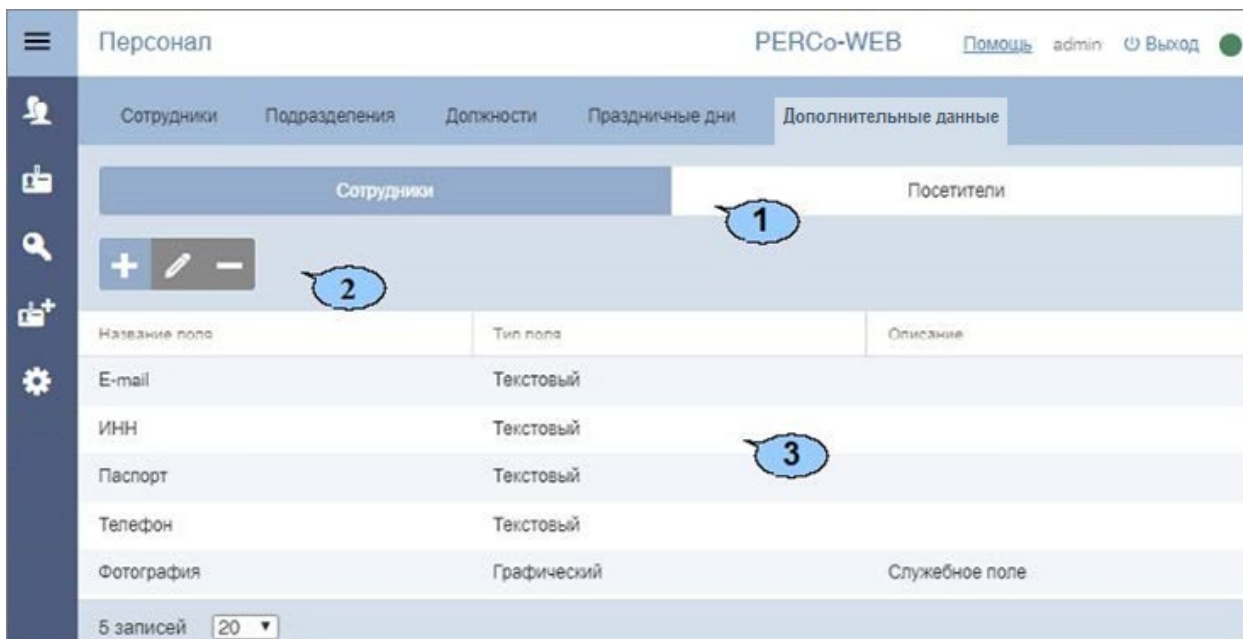 Персонал PERCo-WEB Помощь admin Выход
Сотрудники Подразделения Должности Праздничные дни Дополнительные данные
Сотрудники Посетители
1
2
Название поля Тип поля Описание
E-mail Текстовый
ИНН Текстовый
3
Паспорт Текстовый
Телефон Текстовый
Фотография Графический Служебное поле
5 записей 20